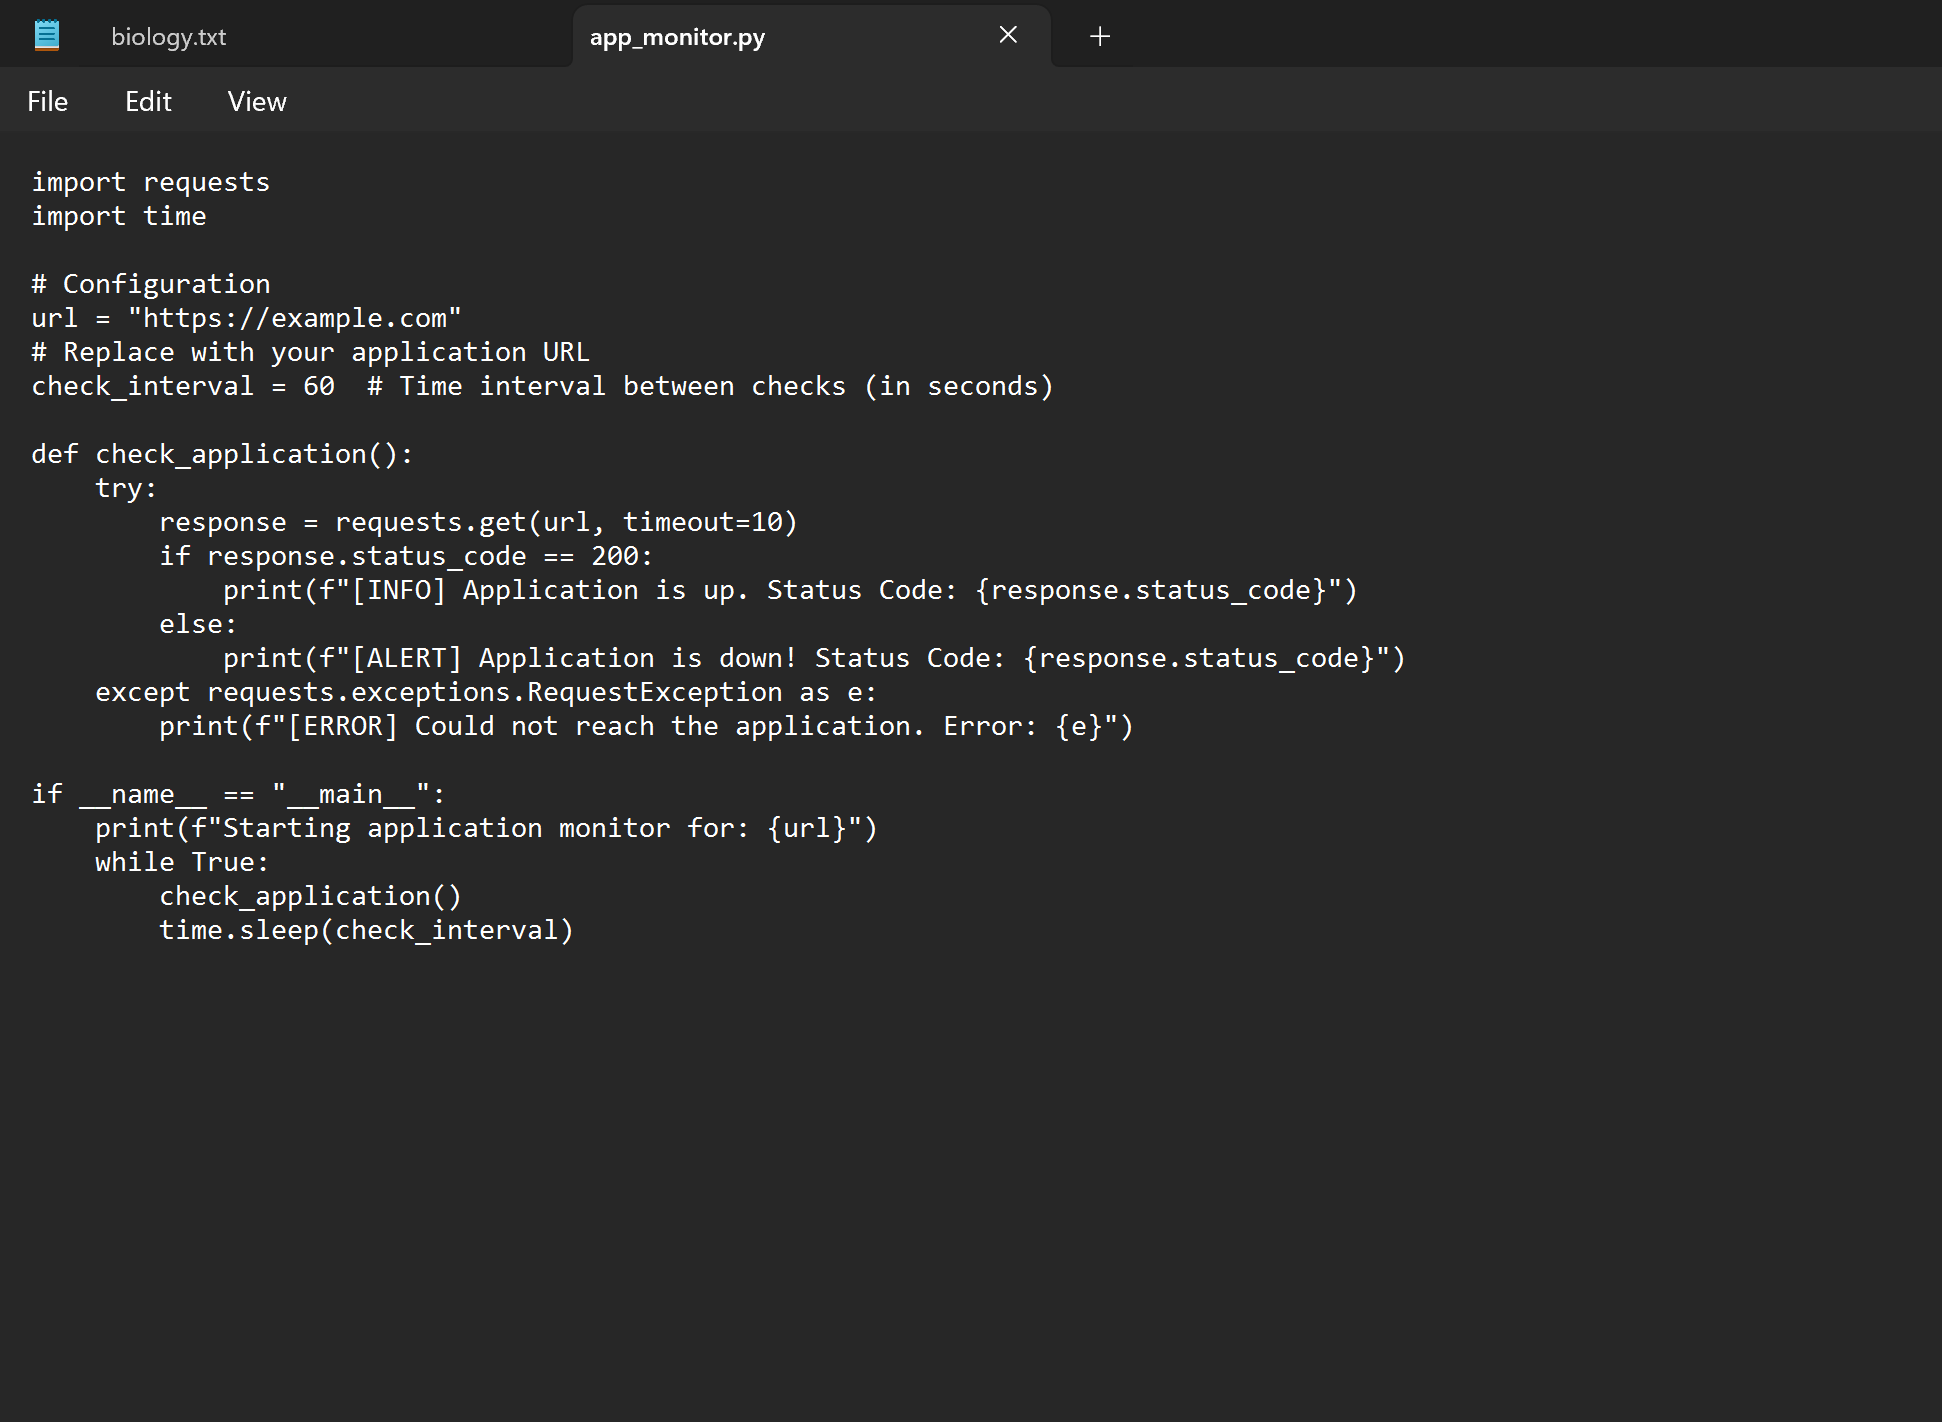 biology.txt
app_monitor.py
File Edit View
import requests
import time

# Configuration
url = "https://example.com"
# Replace with your application URL
check_interval = 60  # Time interval between checks (in seconds)

def check_application():
    try:
        response = requests.get(url, timeout=10)
        if response.status_code == 200:
            print(f"[INFO] Application is up. Status Code: {response.status_code}")
        else:
            print(f"[ALERT] Application is down! Status Code: {response.status_code}")
    except requests.exceptions.RequestException as e:
        print(f"[ERROR] Could not reach the application. Error: {e}")

if __name__ == "__main__":
    print(f"Starting application monitor for: {url}")
    while True:
        check_application()
        time.sleep(check_interval)